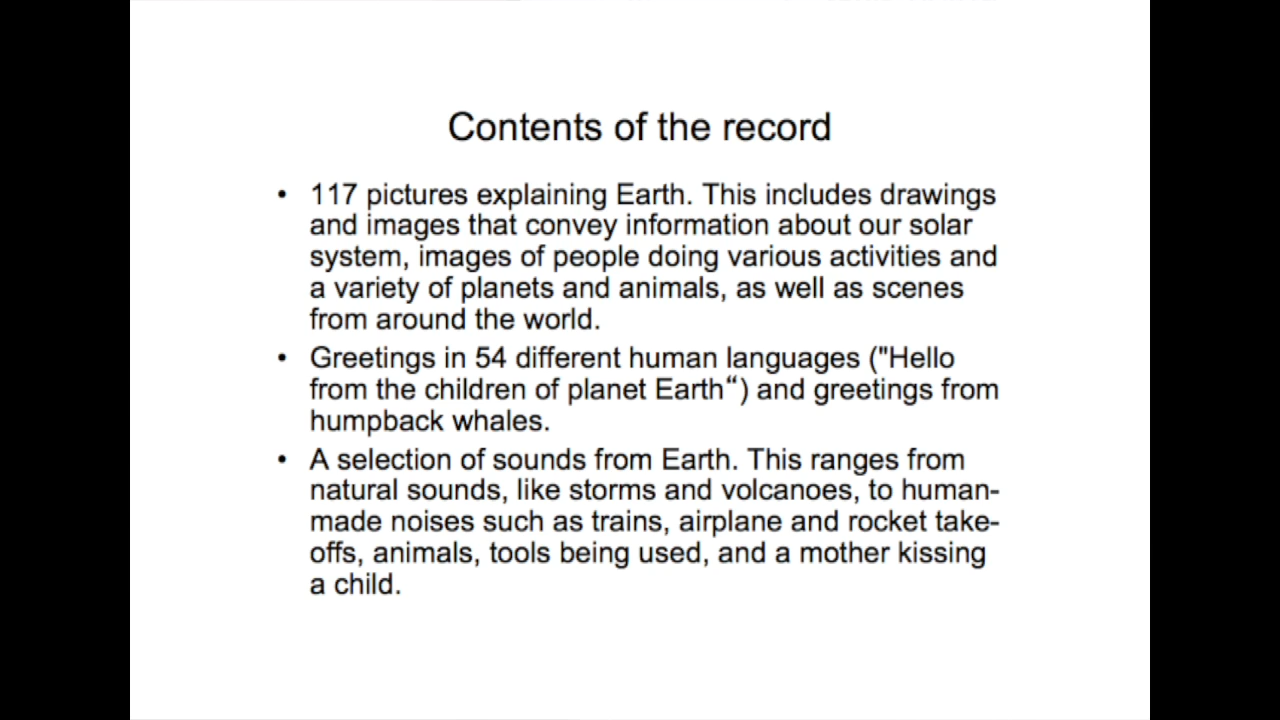 Contents of the record
• 117 pictures explaining Earth. This includes drawings
and images that convey information about our solar
system, images of people doing various activities and
a variety of planets and animals, as well as scenes
from around the world.
• Greetings in 54 different human languages ("Hello
from the children of planet Earth“) and greetings from
humpback whales.
• A selection of sounds from Earth. This ranges from
natural sounds, like storms and volcanoes, to human-
made noises such as trains, airplane and rocket take-
offs, animals, tools being used, and a mother kissing
a child.